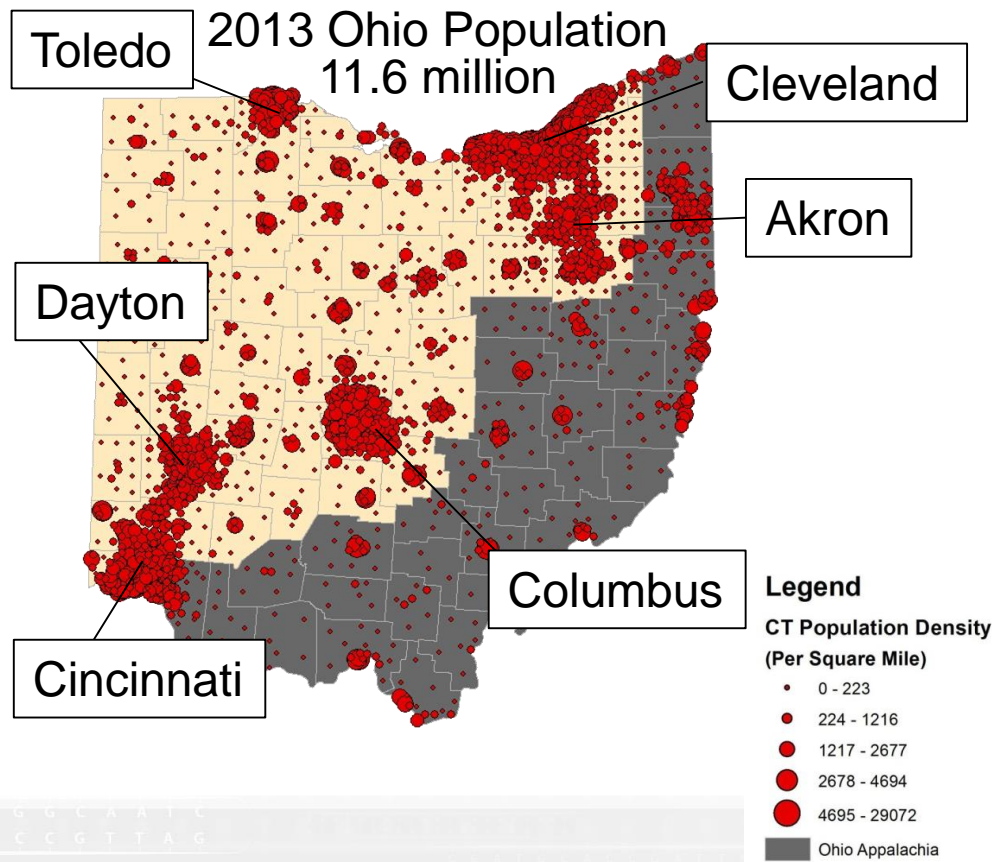 2013 Ohio Population
11.6 million
Toledo
Cleveland
Akron
Dayton
Columbus
Cincinnati
Legend
CT Population Density
(Per Square Mile)
0 - 223
224 - 1216
1217 - 2677
2678 - 4694
4695 - 29072
Ohio Appalachia
G G C A A T C
C C G T T A G